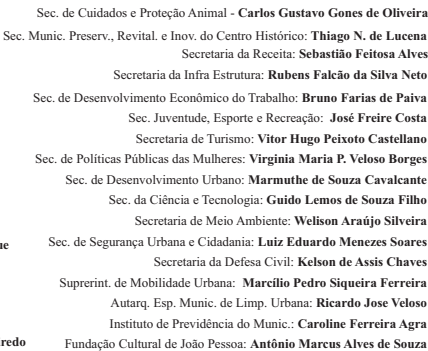 Sec. de Cuidados e Proteção Animal - Carlos Gustavo Gones de Oliveira
Sec. Munic. Preserv., Revital. e Inov. do Centro Histórico: Thiago N. de Lucena
Secretaria da Receita: Sebastião Feitosa Alves
Secretaria da Infra Estrutura: Rubens Falcão da Silva Neto
Sec. de Desenvolvimento Econômico do Trabalho: Bruno Farias de Paiva
Sec. Juventude, Esporte e Recreação: José Freire Costa
Secretaria de Turismo: Vitor Hugo Peixoto Castellano
Sec. de Políticas Públicas das Mulheres: Virginia Maria P. Veloso Borges
Sec. de Desenvolvimento Urbano: Marmuthe de Souza Cavalcante
Sec. da Ciência e Tecnologia: Guido Lemos de Souza Filho
Secretaria de Meio Ambiente: Welison Araújo Silveira
Sec. de Segurança Urbana e Cidadania: Luiz Eduardo Menezes Soares
Secretaria da Defesa Civil: Kelson de Assis Chaves
Suprerint. de Mobilidade Urbana: Marcílio Pedro Siqueira Ferreira
Autarq. Esp. Munic. de Limp. Urbana: Ricardo Jose Veloso
Instituto de Previdência do Munic.: Caroline Ferreira Agra
Fundação Cultural de João Pessoa: Antônio Marcus Alves de Souza